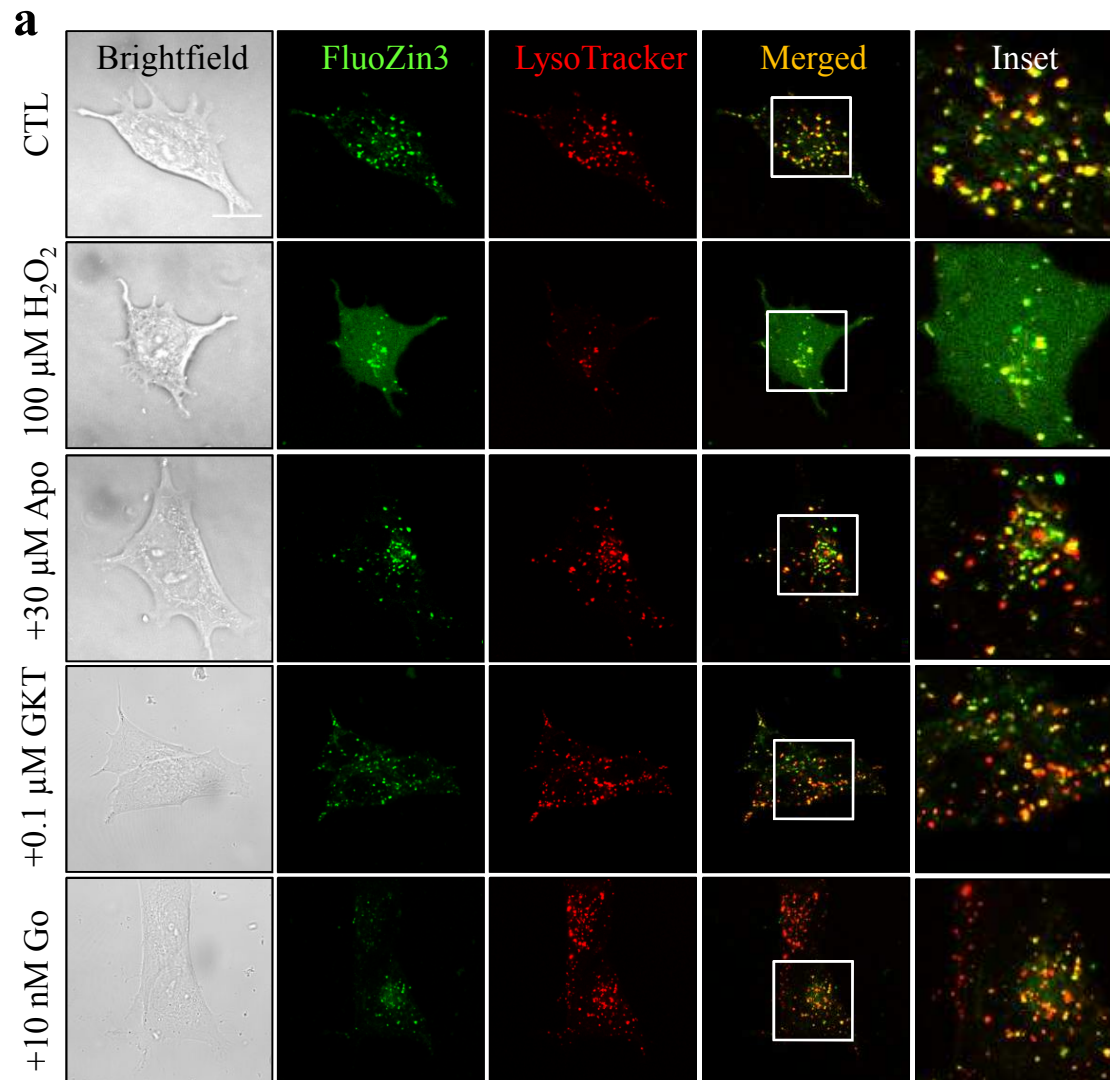 a
Brightfield FluoZin3 LysoTracker Merged Inset
CTL
100 μM H₂O₂
+30 μM Apo
+0.1 μM GKT
+10 nM Go